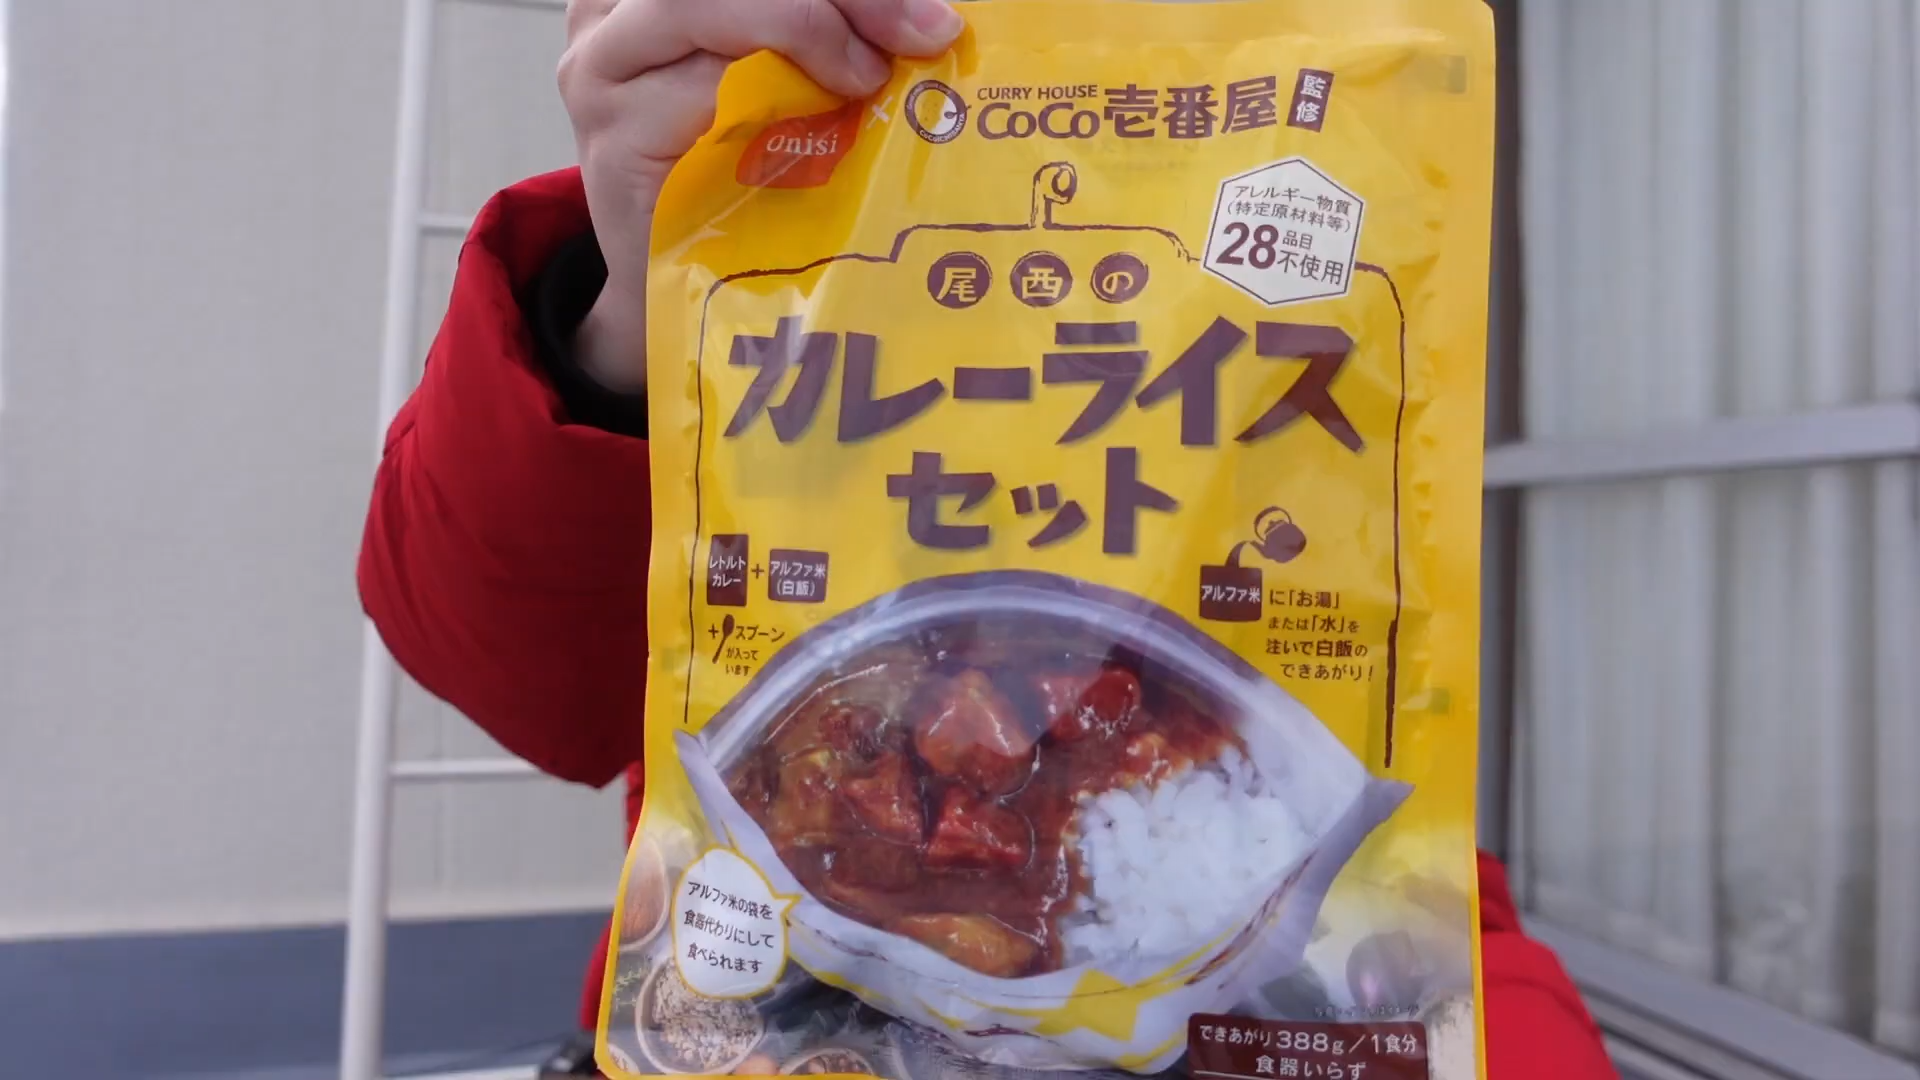 onisi
×
CURRY HOUSE
CoCo壱番屋
監修
アレルギー物質
(特定原材料等)
28品目
不使用
尾西の
カレーライス
セット
レトルト
カレー
+
アルファ米
(白飯)
+スプーン
が入って
います
アルファ米に「お湯」
または「水」を
注いで白飯の
できあがり!
アルファ米の袋を
食器代わりにして
食べられます
できあがり388g/1食分
食器いらず